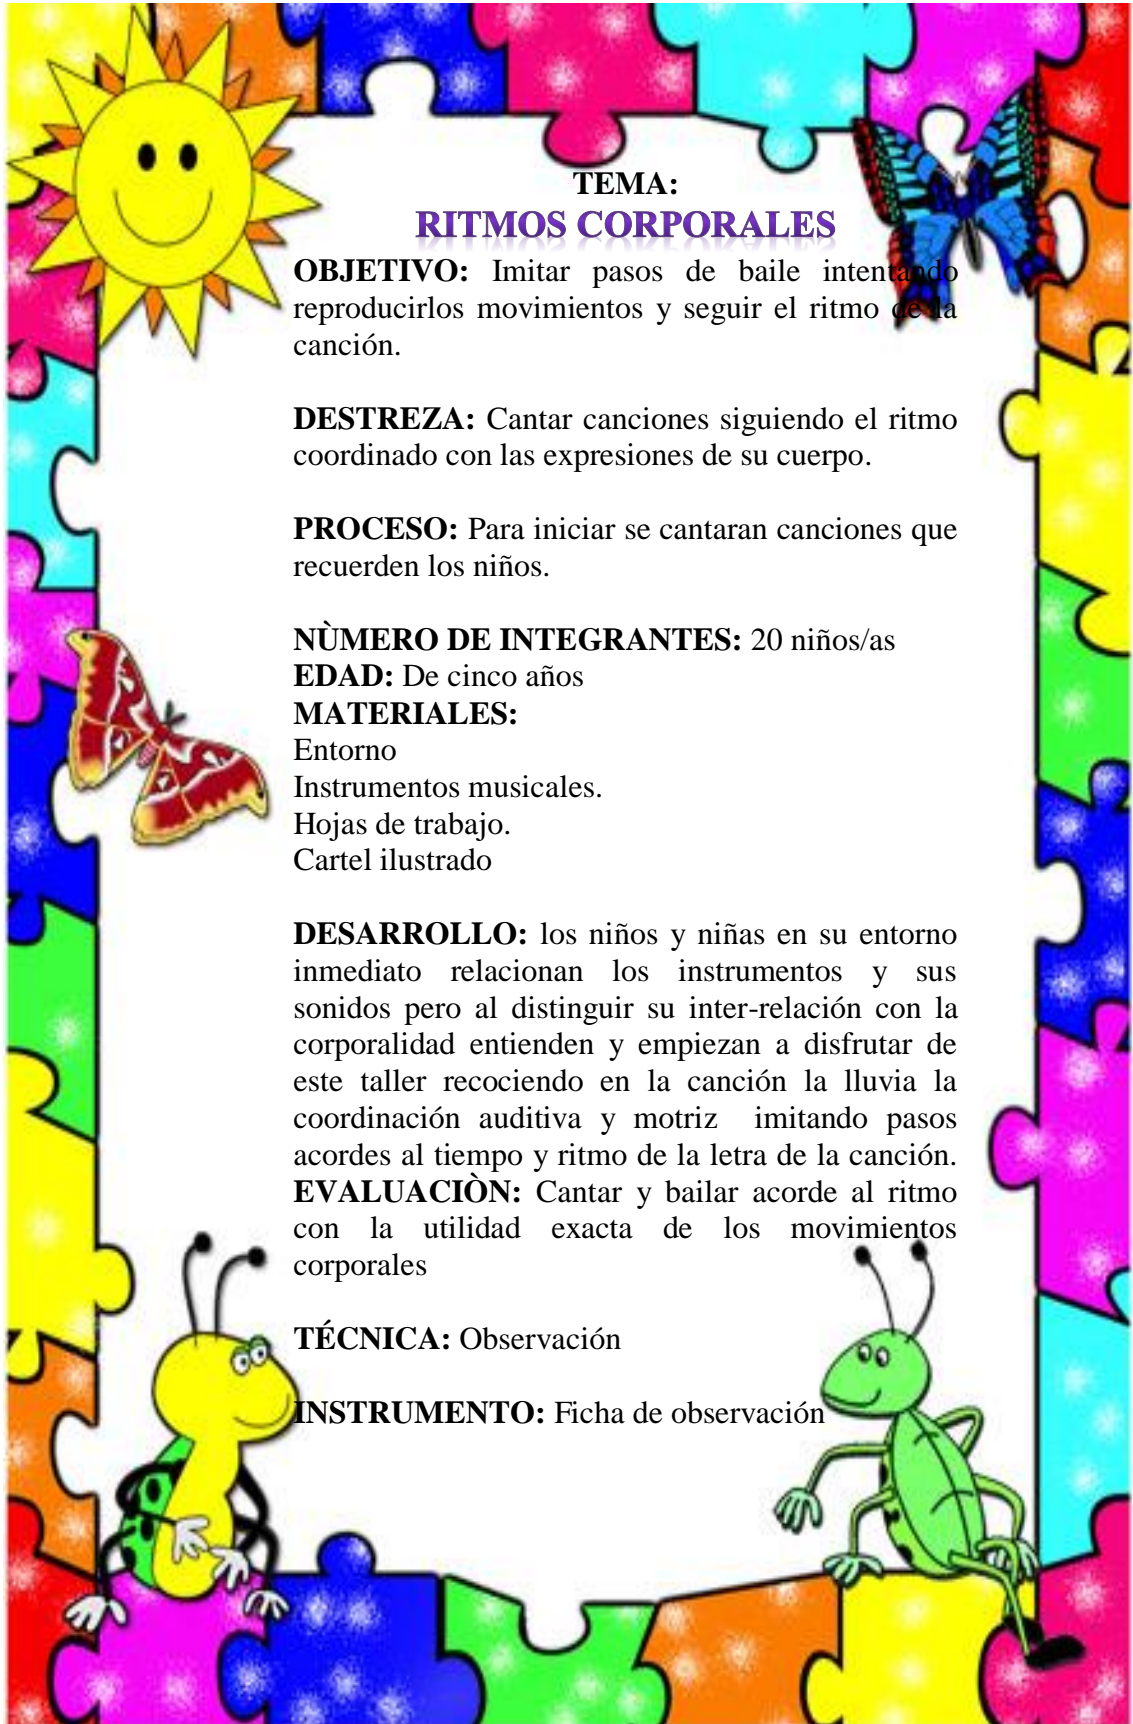 TEMA:
RITMOS CORPORALES
OBJETIVO: Imitar pasos de baile intentando
reproducirlos movimientos y seguir el ritmo de la
canción.
DESTREZA: Cantar canciones siguiendo el ritmo
coordinado con las expresiones de su cuerpo.
PROCESO: Para iniciar se cantaran canciones que
recuerden los niños.
NÙMERO DE INTEGRANTES: 20 niños/as
EDAD: De cinco años
MATERIALES:
Entorno
Instrumentos musicales.
Hojas de trabajo.
Cartel ilustrado
DESARROLLO: los niños y niñas en su entorno
inmediato relacionan los instrumentos y sus
sonidos pero al distinguir su inter-relación con la
corporalidad entienden y empiezan a disfrutar de
este taller recociendo en la canción la lluvia la
coordinación auditiva y motriz imitando pasos
acordes al tiempo y ritmo de la letra de la canción.
EVALUACIÒN: Cantar y bailar acorde al ritmo
con la utilidad exacta de los movimientos
corporales
TÉCNICA: Observación
INSTRUMENTO: Ficha de observación